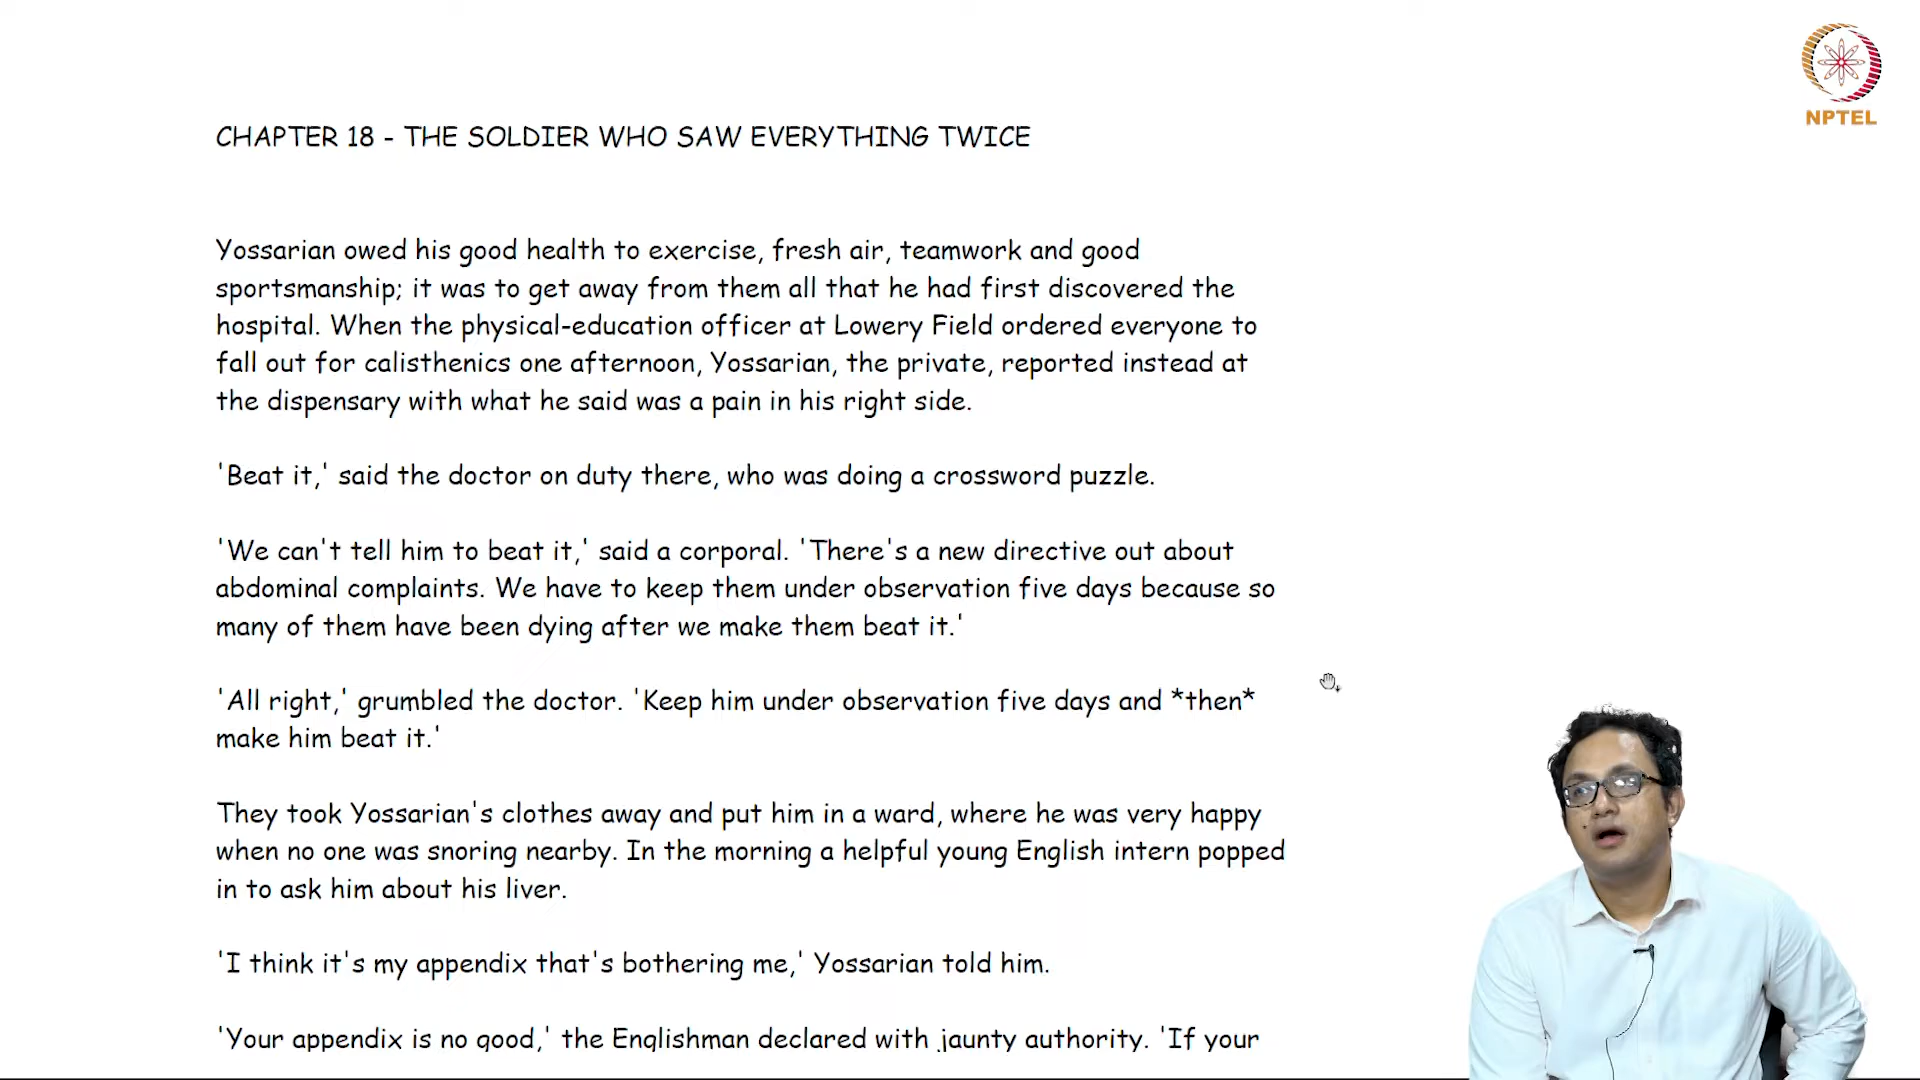 NPTEL
CHAPTER 18 - THE SOLDIER WHO SAW EVERYTHING TWICE
Yossarian owed his good health to exercise, fresh air, teamwork and good
sportsmanship; it was to get away from them all that he had first discovered the
hospital. When the physical-education officer at Lowery Field ordered everyone to
fall out for calisthenics one afternoon, Yossarian, the private, reported instead at
the dispensary with what he said was a pain in his right side.
'Beat it,' said the doctor on duty there, who was doing a crossword puzzle.
'We can't tell him to beat it,' said a corporal. 'There's a new directive out about
abdominal complaints. We have to keep them under observation five days because so
many of them have been dying after we make them beat it.'
'All right,' grumbled the doctor. 'Keep him under observation five days and *then*
make him beat it.'
They took Yossarian's clothes away and put him in a ward, where he was very happy
when no one was snoring nearby. In the morning a helpful young English intern popped
in to ask him about his liver.
'I think it's my appendix that's bothering me,' Yossarian told him.
'Your appendix is no good,' the Englishman declared with jaunty authority. 'If your